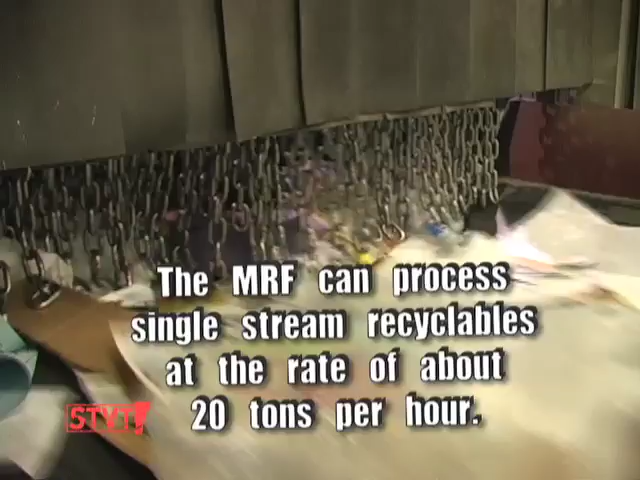 The MRF can process
single stream recyclables
at the rate of about
20 tons per hour.
STVT!